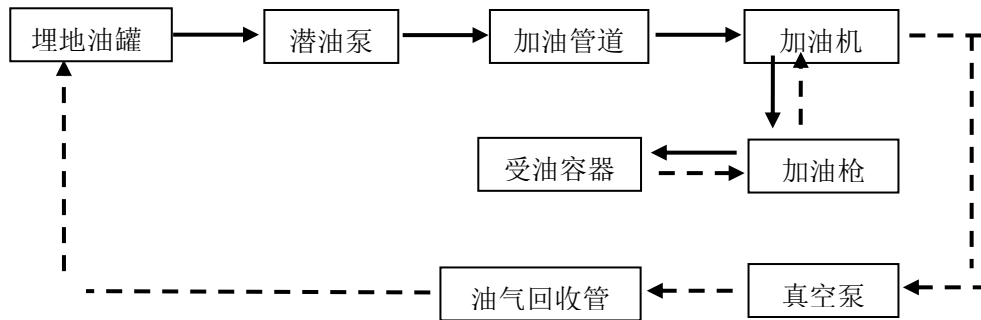 埋地油罐
潜油泵
加油管道
加油机
受油容器
加油枪
油气回收管
真空泵